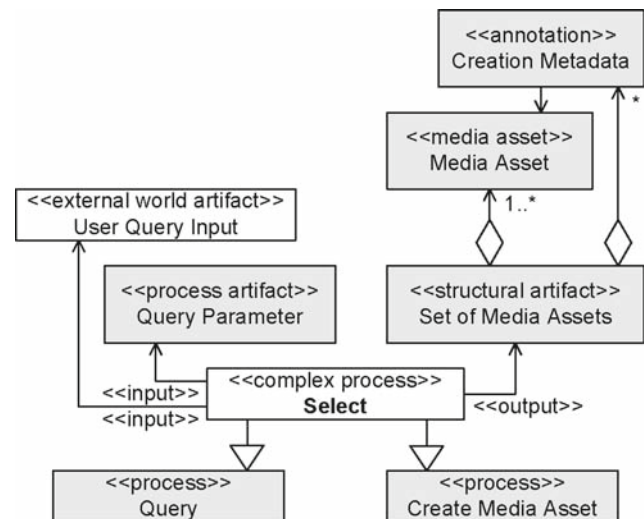 <<annotation>>
Creation Metadata
*
<<media asset>>
Media Asset
1..*
<<external world artifact>>
User Query Input
<<process artifact>>
Query Parameter
<<structural artifact>>
Set of Media Assets
<<complex process>>
Select
<<input>>
<<input>>
<<output>>
<<process>>
Query
<<process>>
Create Media Asset